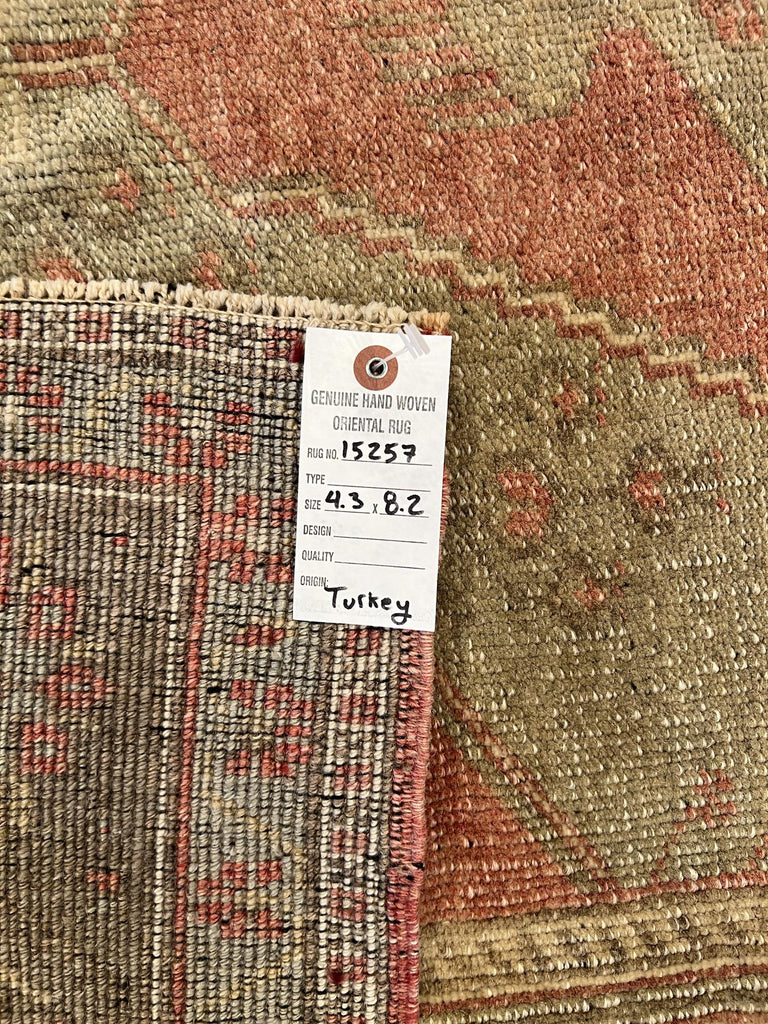 GENUINE HAND WOVEN
ORIENTAL RUG
RUG NO. 15257
TYPE
SIZE 4.3 X 8.2
DESIGN
QUALITY
ORIGIN: Turkey